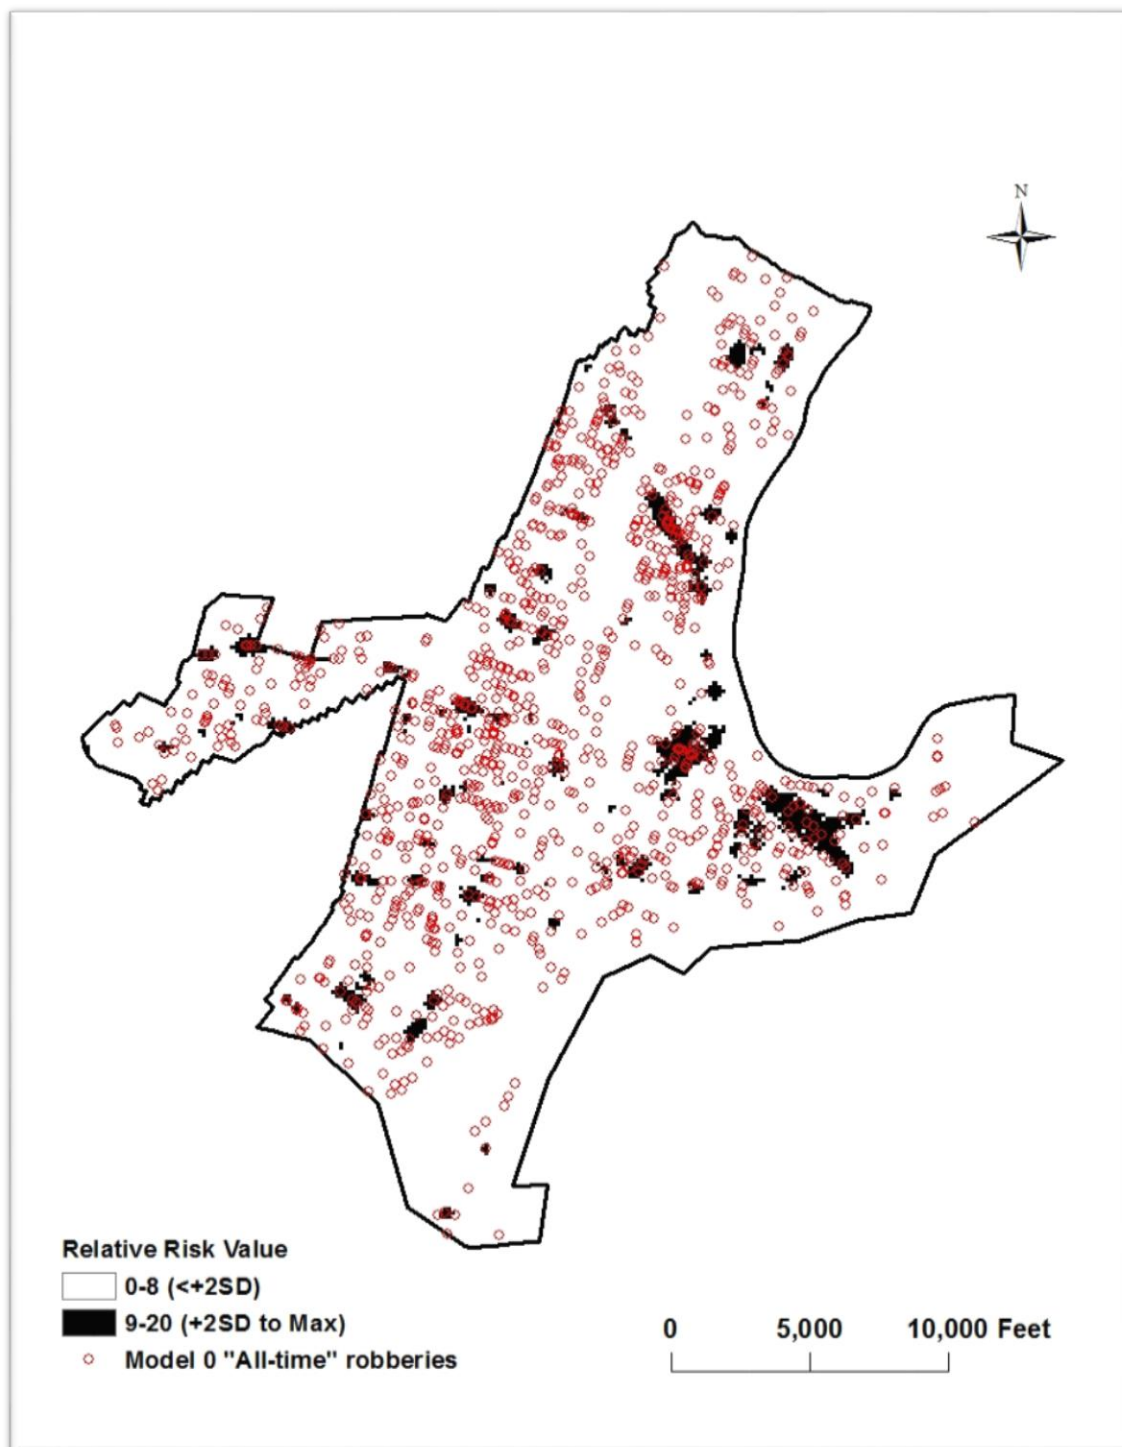 N
Relative Risk Value
0-8 (<+2SD)
9-20 (+2SD to Max)
Model 0 "All-time" robberies
0 5,000 10,000 Feet